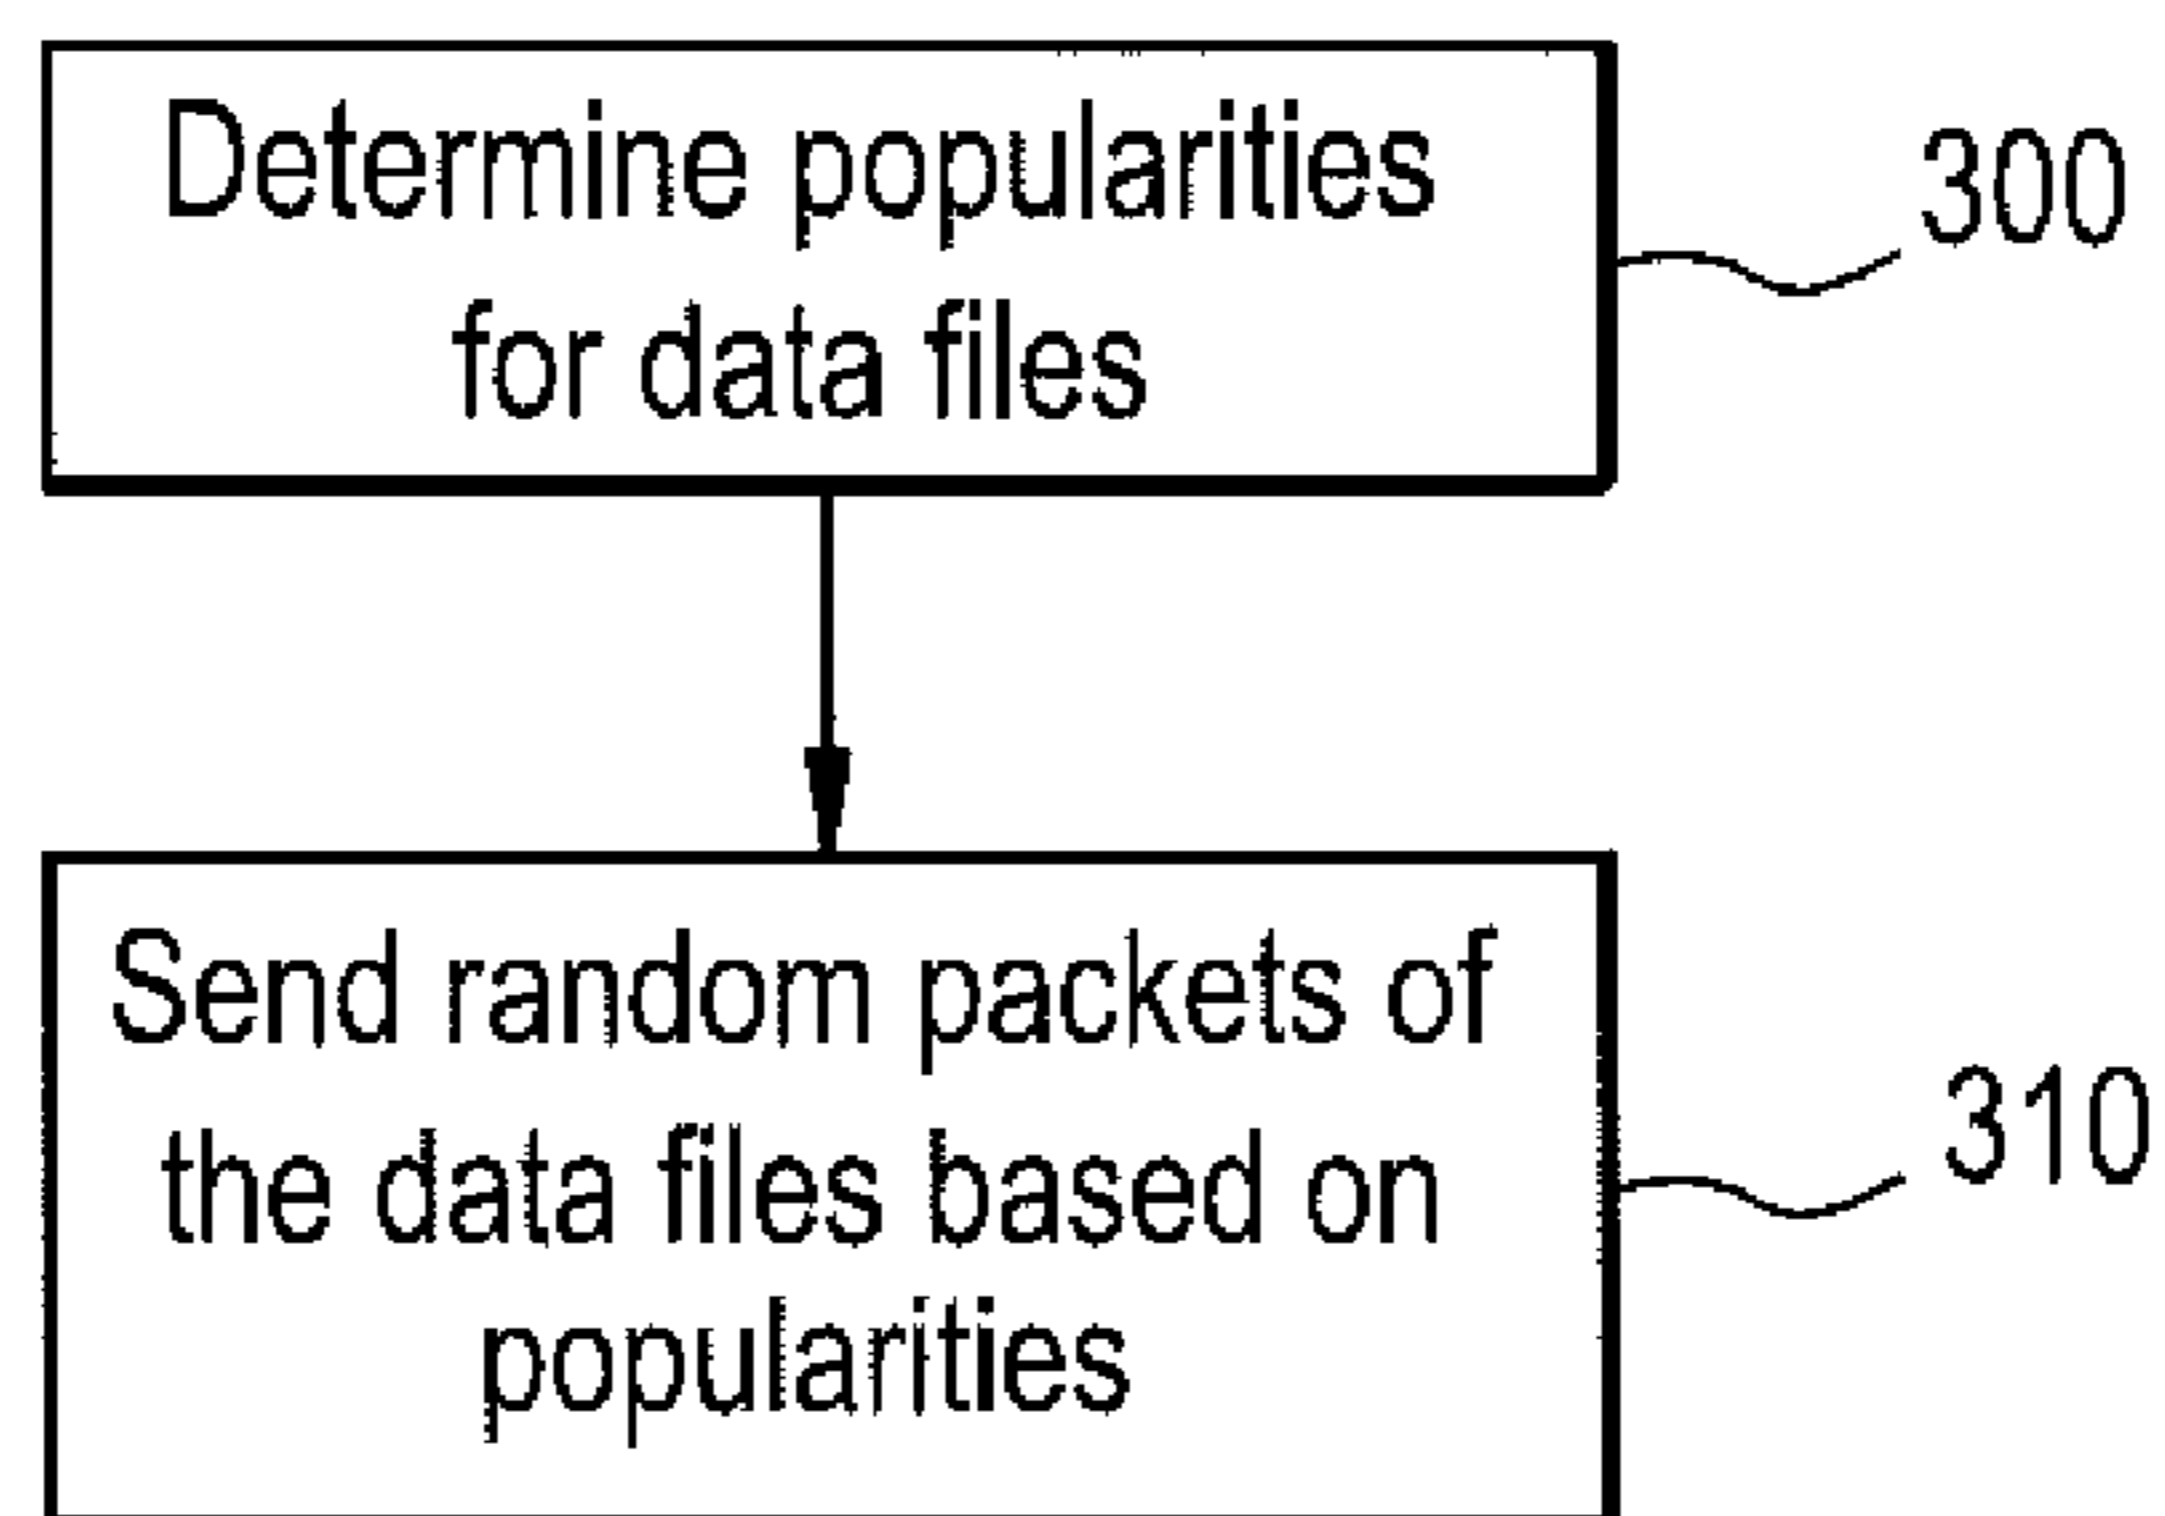 Determine popularities
for data files
300
Send random packets of
the data files based on
popularities
310